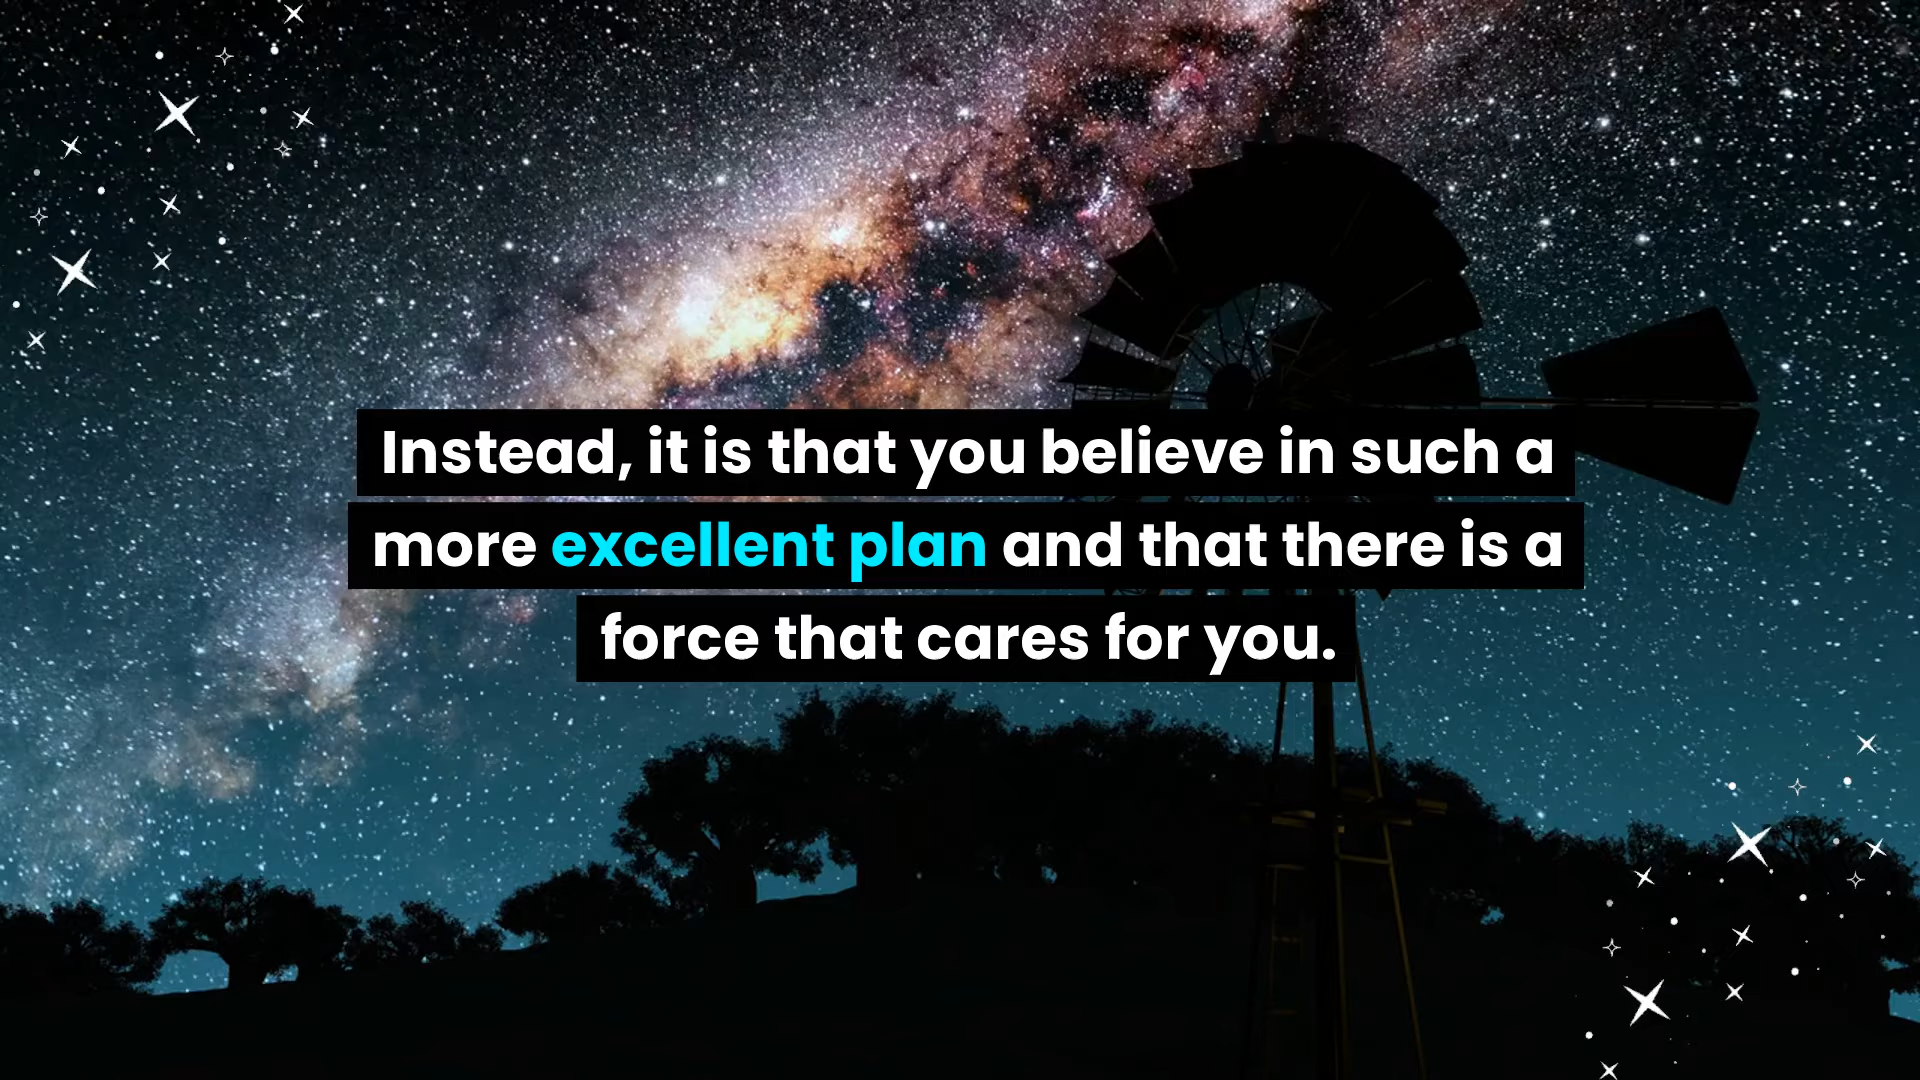 Instead, it is that you believe in such a
more excellent plan and that there is a
force that cares for you.